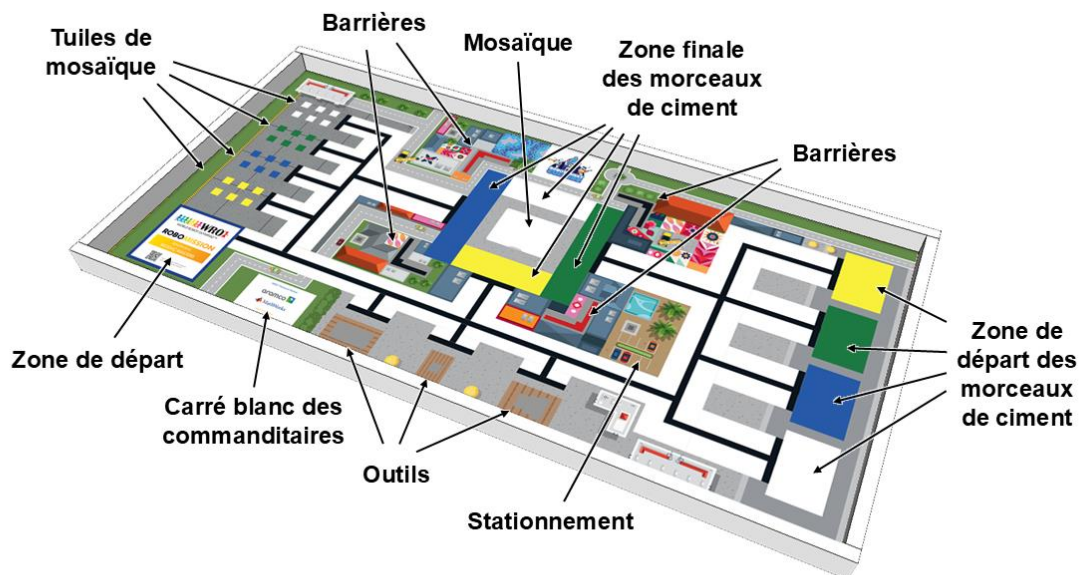 Barrières
Tuiles de
mosaïque
Mosaïque
Zone finale
des morceaux
de ciment
Barrières
WRO
ROBOMISSION
aramco
MathWorks
Zone de départ
Carré blanc des
commanditaires
Outils
Stationnement
Zone de
départ des
morceaux
de ciment